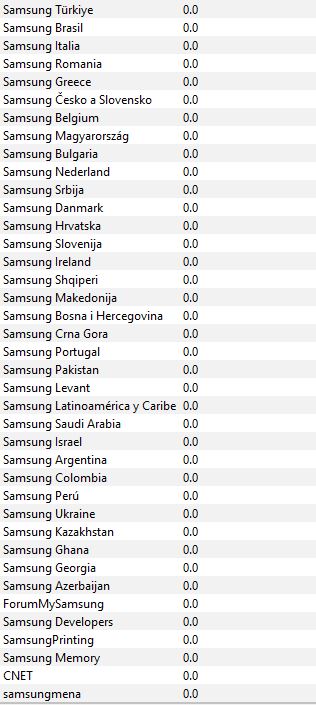 Samsung Türkiye 0.0
Samsung Brasil 0.0
Samsung Italia 0.0
Samsung Romania 0.0
Samsung Greece 0.0
Samsung Česko a Slovensko 0.0
Samsung Belgium 0.0
Samsung Magyarország 0.0
Samsung Bulgaria 0.0
Samsung Nederland 0.0
Samsung Srbija 0.0
Samsung Danmark 0.0
Samsung Hrvatska 0.0
Samsung Slovenija 0.0
Samsung Ireland 0.0
Samsung Shqiperi 0.0
Samsung Makedonija 0.0
Samsung Bosna i Hercegovina 0.0
Samsung Crna Gora 0.0
Samsung Portugal 0.0
Samsung Pakistan 0.0
Samsung Levant 0.0
Samsung Latinoamérica y Caribe 0.0
Samsung Saudi Arabia 0.0
Samsung Israel 0.0
Samsung Argentina 0.0
Samsung Colombia 0.0
Samsung Perú 0.0
Samsung Ukraine 0.0
Samsung Kazakhstan 0.0
Samsung Ghana 0.0
Samsung Georgia 0.0
Samsung Azerbaijan 0.0
ForumMySamsung 0.0
Samsung Developers 0.0
SamsungPrinting 0.0
Samsung Memory 0.0
CNET 0.0
samsungmena 0.0